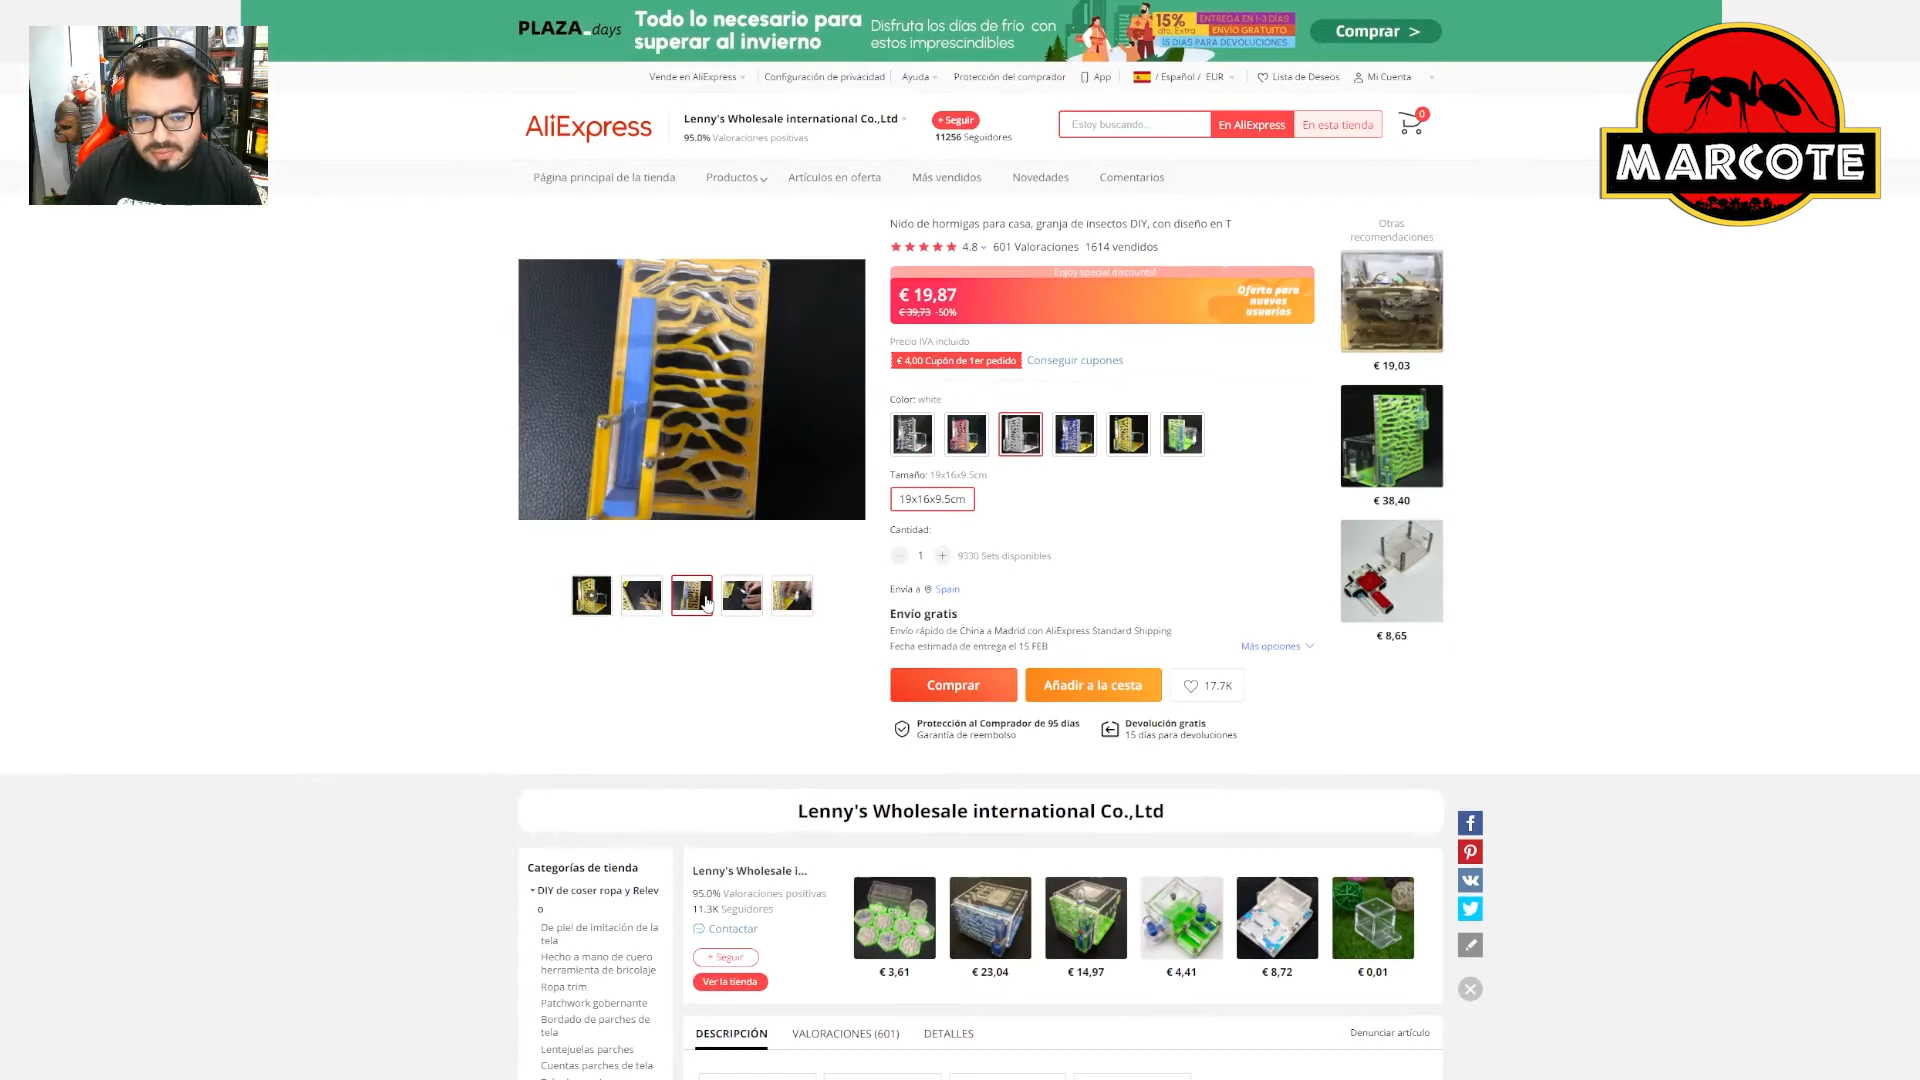 PLAZA_days
Todo lo necesario para
superar al invierno
Disfruta los días de frío con
estos imprescindibles
15%
dto. Extra
ENTREGA EN 1-3 DÍAS
ENVÍO GRATUITO
15 DÍAS PARA DEVOLUCIONES
Comprar >
Vende en AliExpress
Configuración de privacidad
Ayuda
Protección del comprador
App
/ Español / EUR
Lista de Deseos
Mi Cuenta
AliExpress
Lenny's Wholesale international Co.,Ltd
95.0% Valoraciones positivas
+ Seguir
11256 Seguidores
Estoy buscando...
En AliExpress
En esta tienda
0
MARCOTE
Página principal de la tienda
Productos
Artículos en oferta
Más vendidos
Novedades
Comentarios
Nido de hormigas para casa, granja de insectos DIY, con diseño en T
4.8
601 Valoraciones
1614 vendidos
Enjoy special discounts!
€ 19,87
€ 39,73 -50%
Oferta para
nuevos
usuarios
Precio IVA incluido
€ 4,00 Cupón de 1er pedido
Conseguir cupones
Color: white
Tamaño: 19x16x9.5cm
19x16x9.5cm
Cantidad:
1
+
9330 Sets disponibles
Envía a
Spain
Envío gratis
Envío rápido de China a Madrid con AliExpress Standard Shipping
Fecha estimada de entrega el 15 FEB
Más opciones
Comprar
Añadir a la cesta
17.7K
Protección al Comprador de 95 días
Garantía de reembolso
Devolución gratis
15 días para devoluciones
Otras
recomendaciones
€ 19,03
€ 38,40
€ 8,65
Lenny's Wholesale international Co.,Ltd
Categorías de tienda
DIY de coser ropa y Relev
o
De piel de imitación de la
tela
Hecho a mano de cuero
herramienta de bricolaje
Ropa trim
Patchwork gobernante
Bordado de parches de
tela
Lentejuelas parches
Cuentas parches de tela
Lenny's Wholesale i...
95.0% Valoraciones positivas
11.3K Seguidores
Contactar
+ Seguir
Ver la tienda
€ 3,61
€ 23,04
€ 14,97
€ 4,41
€ 8,72
€ 0,01
DESCRIPCIÓN
VALORACIONES (601)
DETALLES
Denunciar artículo